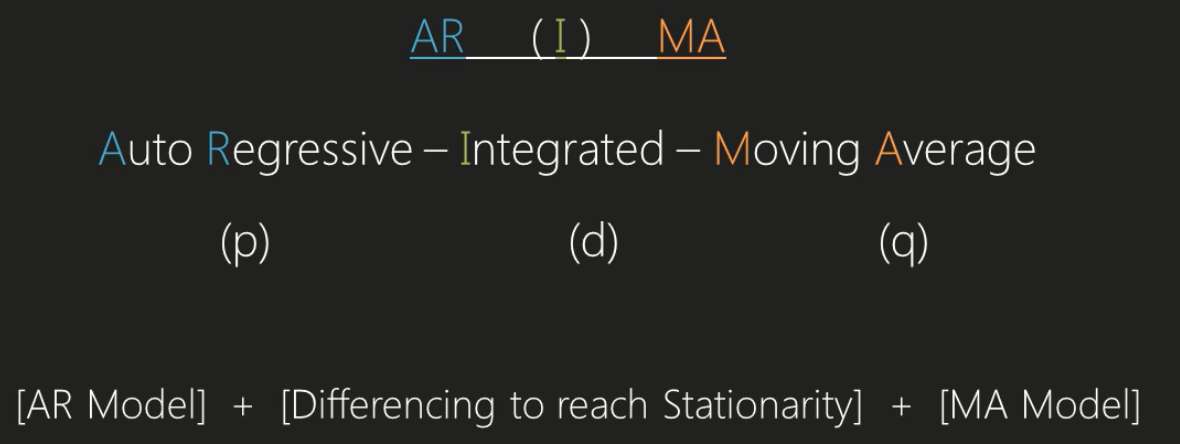 AR (I) MA
Auto Regressive – Integrated – Moving Average
(p) (d) (q)
[AR Model] + [Differencing to reach Stationarity] + [MA Model]